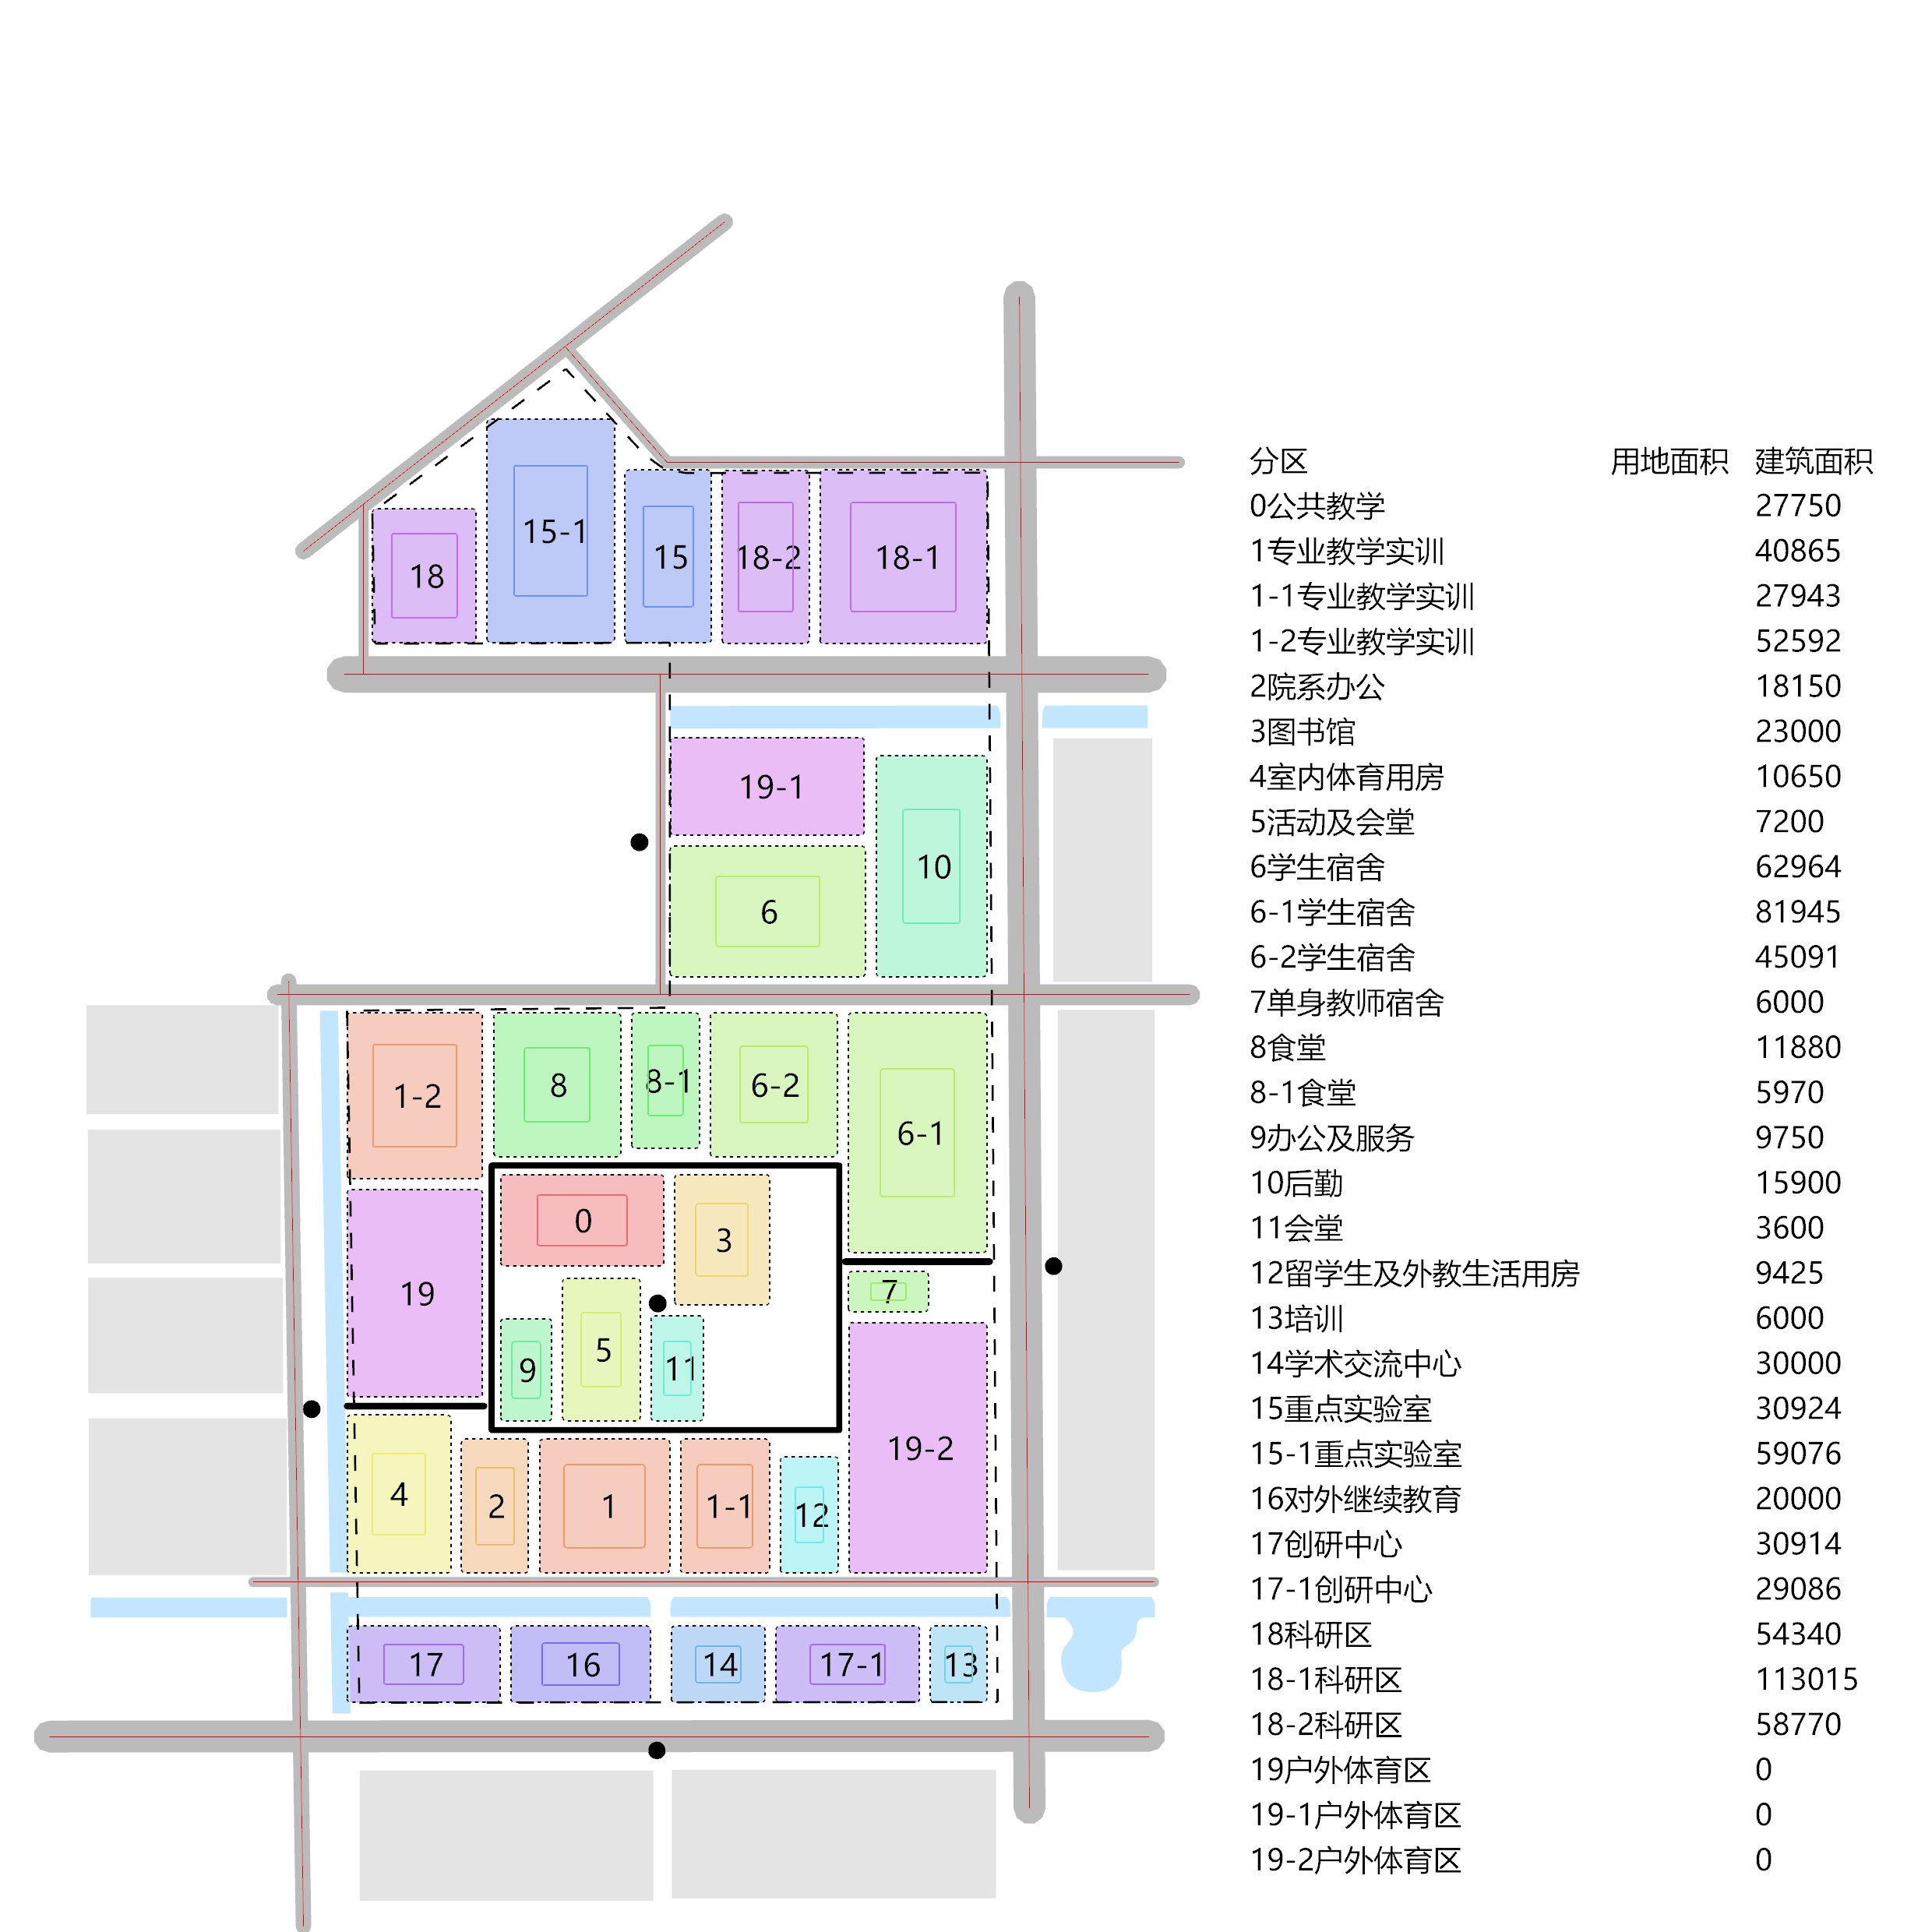 15-1
15
18-2
18-1
18
19-1
10
6
1-2
8
8-1
6-2
6-1
0
3
7
19
5
9
11
19-2
4
2
1
1-1
12
17
16
14
17-1
13
分区 用地面积 建筑面积
0公共教学 27750
1专业教学实训 40865
1-1专业教学实训 27943
1-2专业教学实训 52592
2院系办公 18150
3图书馆 23000
4室内体育用房 10650
5活动及会堂 7200
6学生宿舍 62964
6-1学生宿舍 81945
6-2学生宿舍 45091
7单身教师宿舍 6000
8食堂 11880
8-1食堂 5970
9办公及服务 9750
10后勤 15900
11会堂 3600
12留学生及外教生活用房 9425
13培训 6000
14学术交流中心 30000
15重点实验室 30924
15-1重点实验室 59076
16对外继续教育 20000
17创研中心 30914
17-1创研中心 29086
18科研区 54340
18-1科研区 113015
18-2科研区 58770
19户外体育区 0
19-1户外体育区 0
19-2户外体育区 0